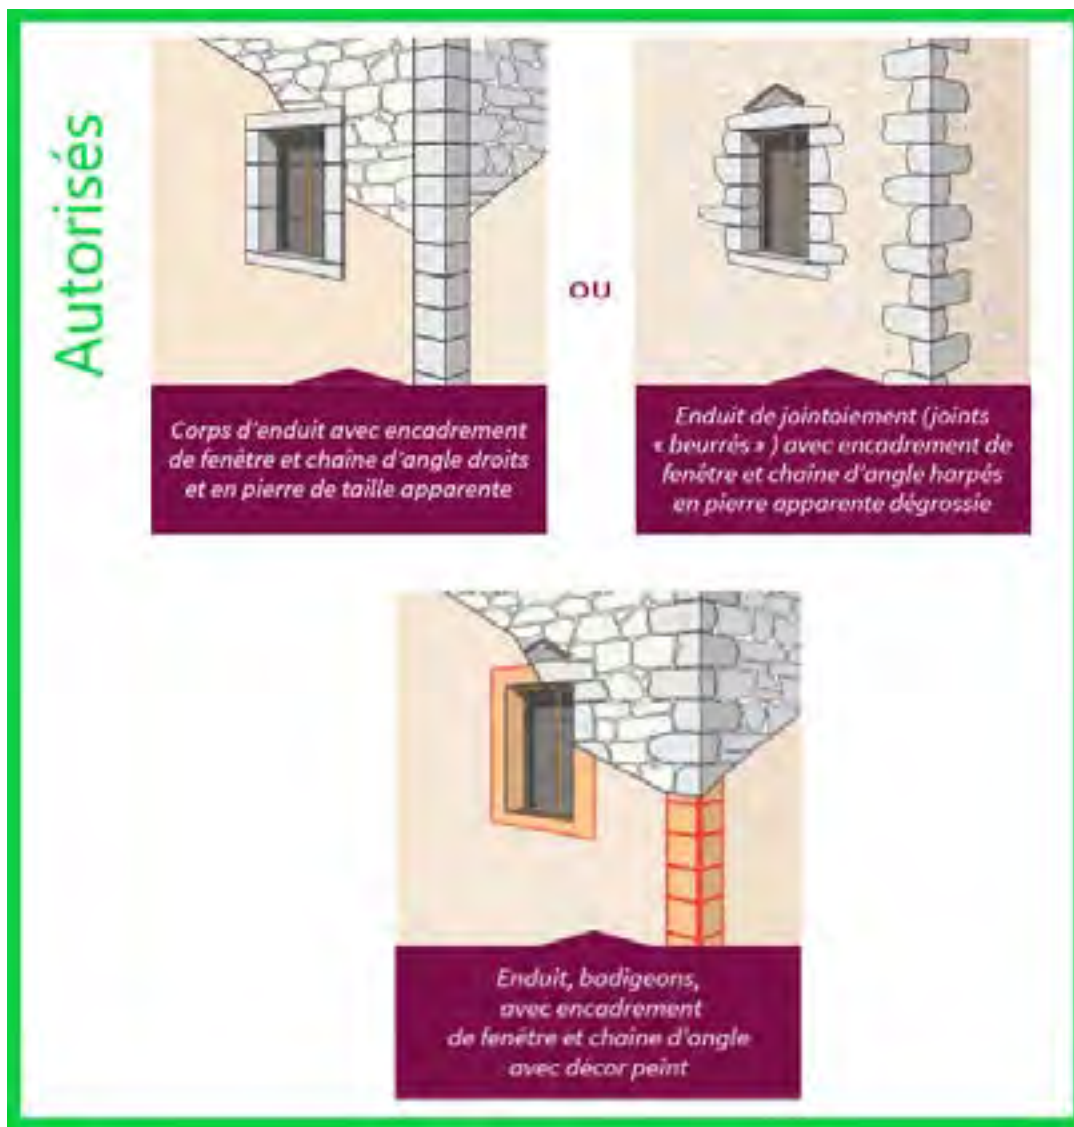 Autorisés
Corps d'enduit avec encadrement
de fenêtre et chaîne d'angle droits
et en pierre de taille apparente
ou
Enduit de jointoiement (joints
« beurrés » ) avec encadrement de
fenêtre et chaîne d'angle harpés
en pierre apparente dégrossie
Enduit, badigeons,
avec encadrement
de fenêtre et chaîne d'angle
avec décor peint